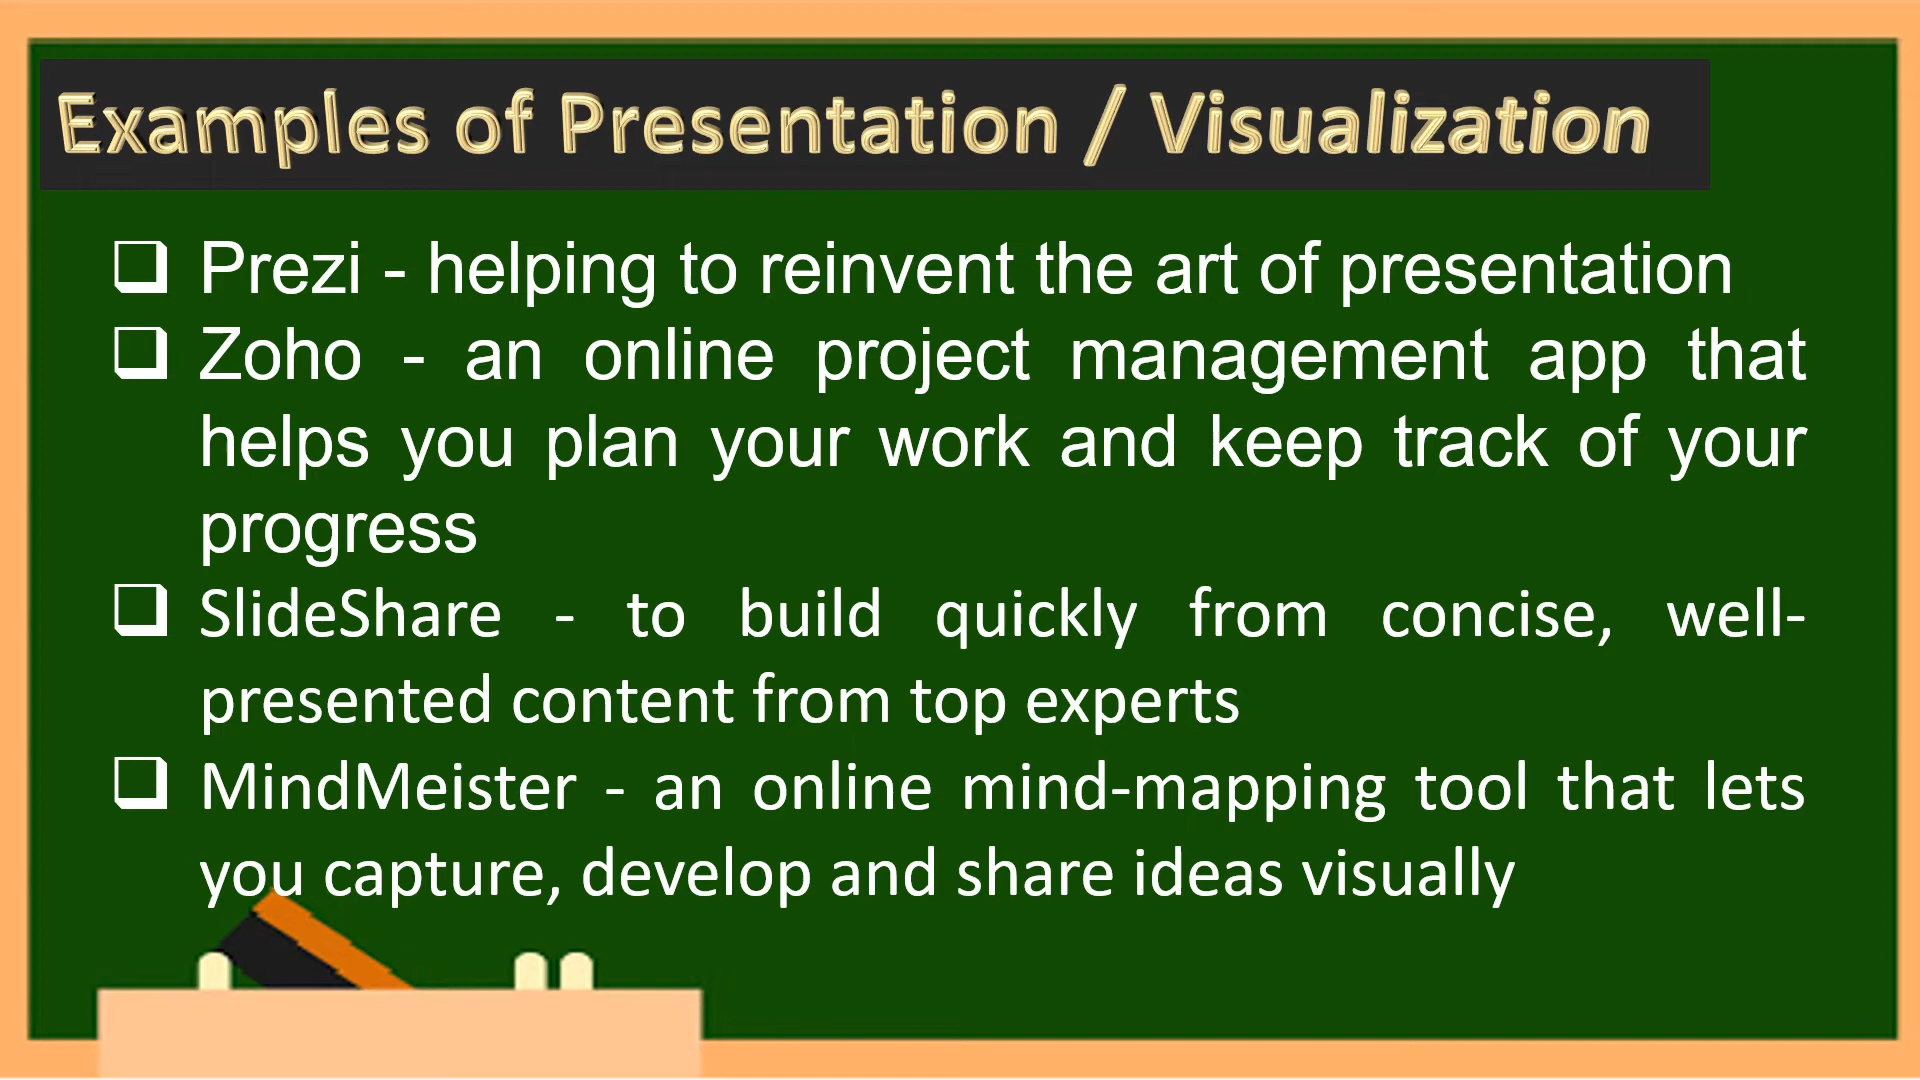 Examples of Presentation / Visualization
❑ Prezi - helping to reinvent the art of presentation
❑ Zoho - an online project management app that
helps you plan your work and keep track of your
progress
❑ SlideShare - to build quickly from concise, well-
presented content from top experts
❑ MindMeister - an online mind-mapping tool that lets
you capture, develop and share ideas visually